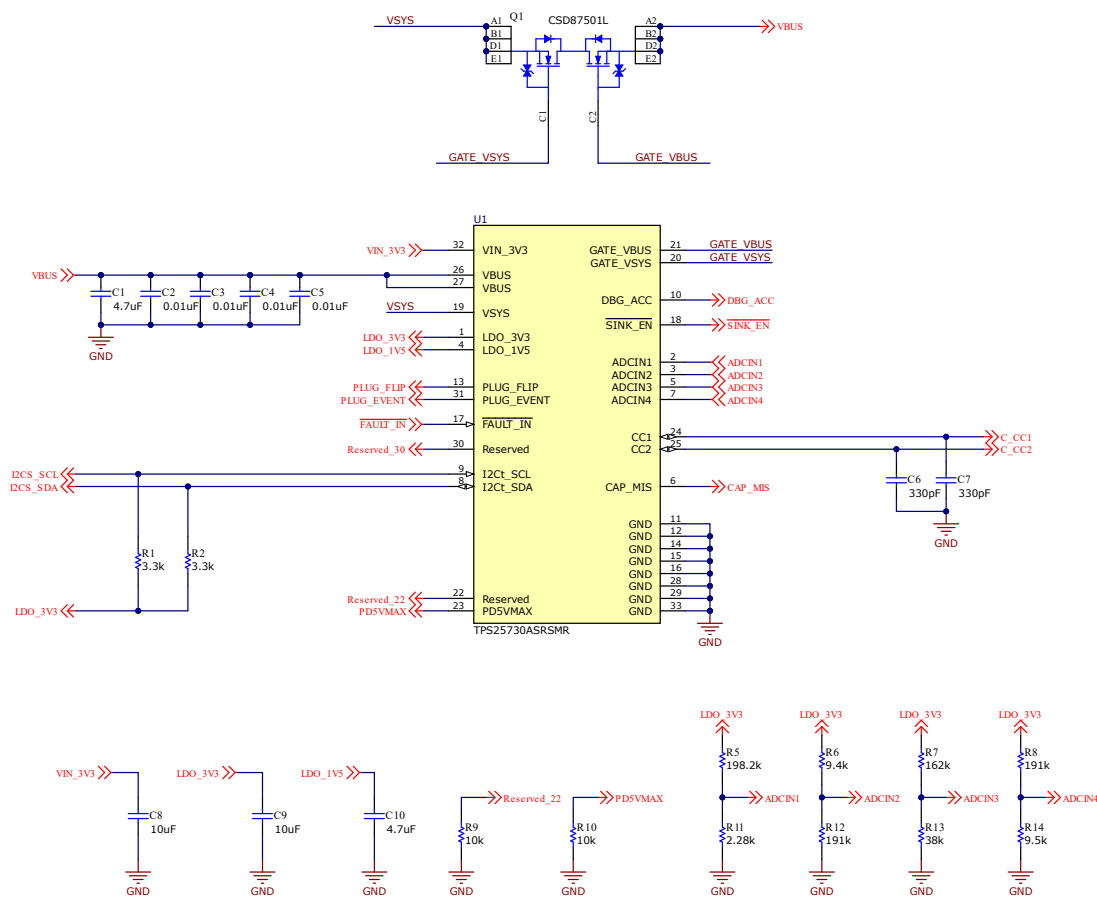 VSYS
A1
B1
D1
E1
Q1
CSD87501L
A2
B2
D2
E2
VBUS
C1
C2
GATE_VSYS
GATE_VBUS
U1
VIN_3V3
32
VIN_3V3
VBUS
26
VBUS
27
VBUS
C1
4.7uF
C2
0.01uF
C3
0.01uF
C4
0.01uF
C5
0.01uF
GND
VSYS
19
VSYS
LDO_3V3
1
LDO_3V3
LDO_1V5
4
LDO_1V5
PLUG_FLIP
13
PLUG_FLIP
PLUG_EVENT
31
PLUG_EVENT
FAULT_IN
17
FAULT_IN
Reserved_30
30
Reserved
I2CS_SCL
9
I2Ct_SCL
I2CS_SDA
8
I2Ct_SDA
R1
3.3k
R2
3.3k
LDO_3V3
Reserved_22
22
Reserved
PD5VMAX
23
PD5VMAX
GATE_VBUS
21
GATE_VBUS
GATE_VSYS
20
GATE_VSYS
DBG_ACC
10
DBG_ACC
SINK_EN
18
SINK_EN
ADCIN1
2
ADCIN1
ADCIN2
3
ADCIN2
ADCIN3
5
ADCIN3
ADCIN4
7
ADCIN4
CC1
24
C_CC1
CC2
25
C_CC2
C6
330pF
C7
330pF
GND
CAP_MIS
6
CAP_MIS
GND
11
GND
12
GND
14
GND
15
GND
16
GND
28
GND
29
GND
33
GND
TPS25730ASRSMR
VIN_3V3
C8
10uF
GND
LDO_3V3
C9
10uF
GND
LDO_1V5
C10
4.7uF
GND
Reserved_22
R9
10k
GND
PD5VMAX
R10
10k
GND
LDO_3V3
R5
198.2k
ADCIN1
R11
2.28k
GND
LDO_3V3
R6
9.4k
ADCIN2
R12
191k
GND
LDO_3V3
R7
162k
ADCIN3
R13
38k
GND
LDO_3V3
R8
191k
ADCIN4
R14
9.5k
GND